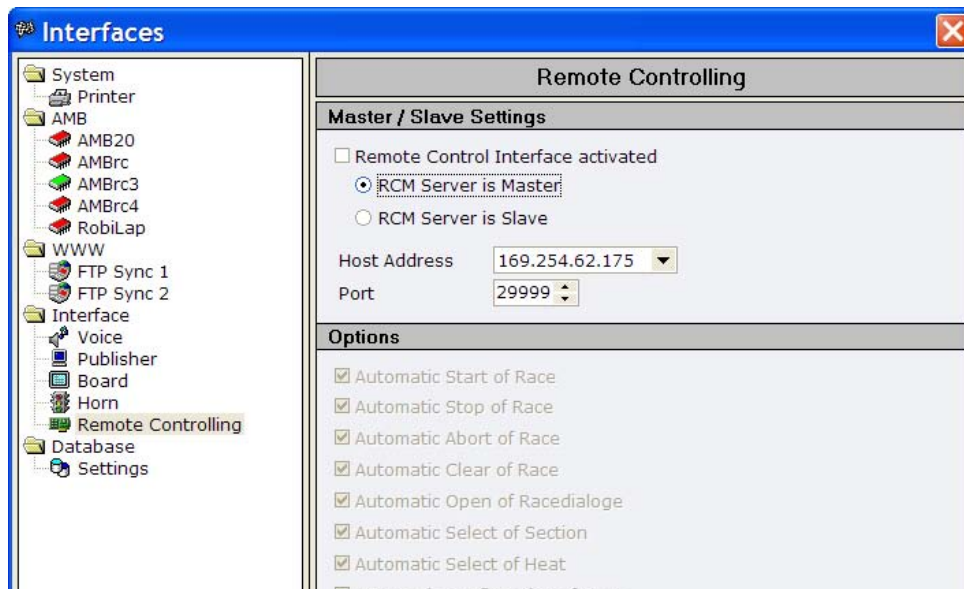 Interfaces
System
Printer
AMB
AMB20
AMBrc
AMBrc3
AMBrc4
RobiLap
WWW
FTP Sync 1
FTP Sync 2
Interface
Voice
Publisher
Board
Horn
Remote Controlling
Database
Settings
Remote Controlling
Master / Slave Settings
Remote Control Interface activated
RCM Server is Master
RCM Server is Slave
Host Address 169.254.62.175
Port 29999
Options
Automatic Start of Race
Automatic Stop of Race
Automatic Abort of Race
Automatic Clear of Race
Automatic Open of Racedialoge
Automatic Select of Section
Automatic Select of Heat